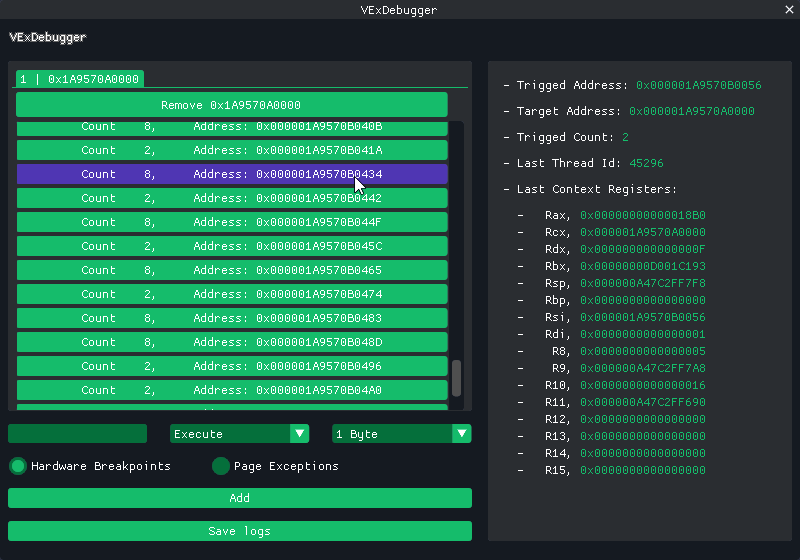 VExDebugger
VExDebugger
1 | 0x1A9570A0000
Remove 0x1A9570A0000
Count 8, Address: 0x000001A9570B040B
Count 2, Address: 0x000001A9570B041A
Count 8, Address: 0x000001A9570B0434
Count 2, Address: 0x000001A9570B0442
Count 8, Address: 0x000001A9570B044F
Count 2, Address: 0x000001A9570B045C
Count 8, Address: 0x000001A9570B0465
Count 2, Address: 0x000001A9570B0474
Count 8, Address: 0x000001A9570B0483
Count 8, Address: 0x000001A9570B048D
Count 2, Address: 0x000001A9570B0496
Count 2, Address: 0x000001A9570B04A0
Execute
1 Byte
Hardware Breakpoints
Page Exceptions
Add
Save logs
- Trigged Address: 0x000001A9570B0056
- Target Address: 0x000001A9570A0000
- Trigged Count: 2
- Last Thread Id: 45296
- Last Context Registers:
- Rax, 0x00000000000018B0
- Rcx, 0x000001A9570A0000
- Rdx, 0x000000000000000F
- Rbx, 0x00000000D001C193
- Rsp, 0x000000A47C2FF7F8
- Rbp, 0x0000000000000000
- Rsi, 0x000001A9570B0056
- Rdi, 0x0000000000000001
- R8, 0x0000000000000005
- R9, 0x000000A47C2FF7A8
- R10, 0x0000000000000016
- R11, 0x000000A47C2FF690
- R12, 0x0000000000000000
- R13, 0x0000000000000000
- R14, 0x0000000000000000
- R15, 0x0000000000000000